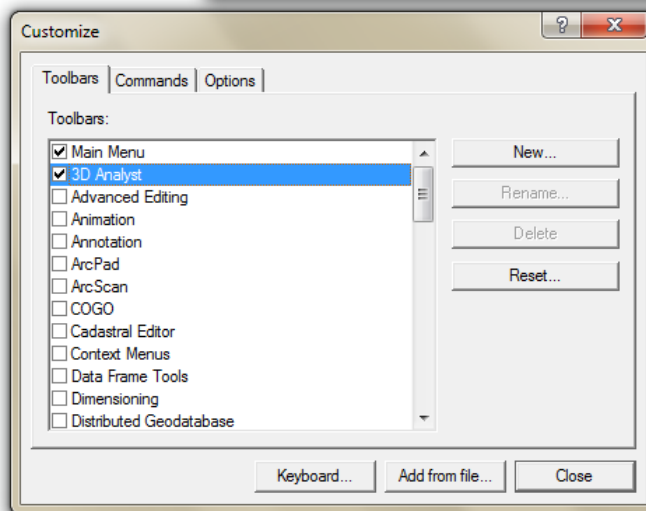 Customize
Toolbars Commands Options
Toolbars:
Main Menu
3D Analyst
Advanced Editing
Animation
Annotation
ArcPad
ArcScan
COGO
Cadastral Editor
Context Menus
Data Frame Tools
Dimensioning
Distributed Geodatabase
New...
Rename...
Delete
Reset...
Keyboard... Add from file... Close